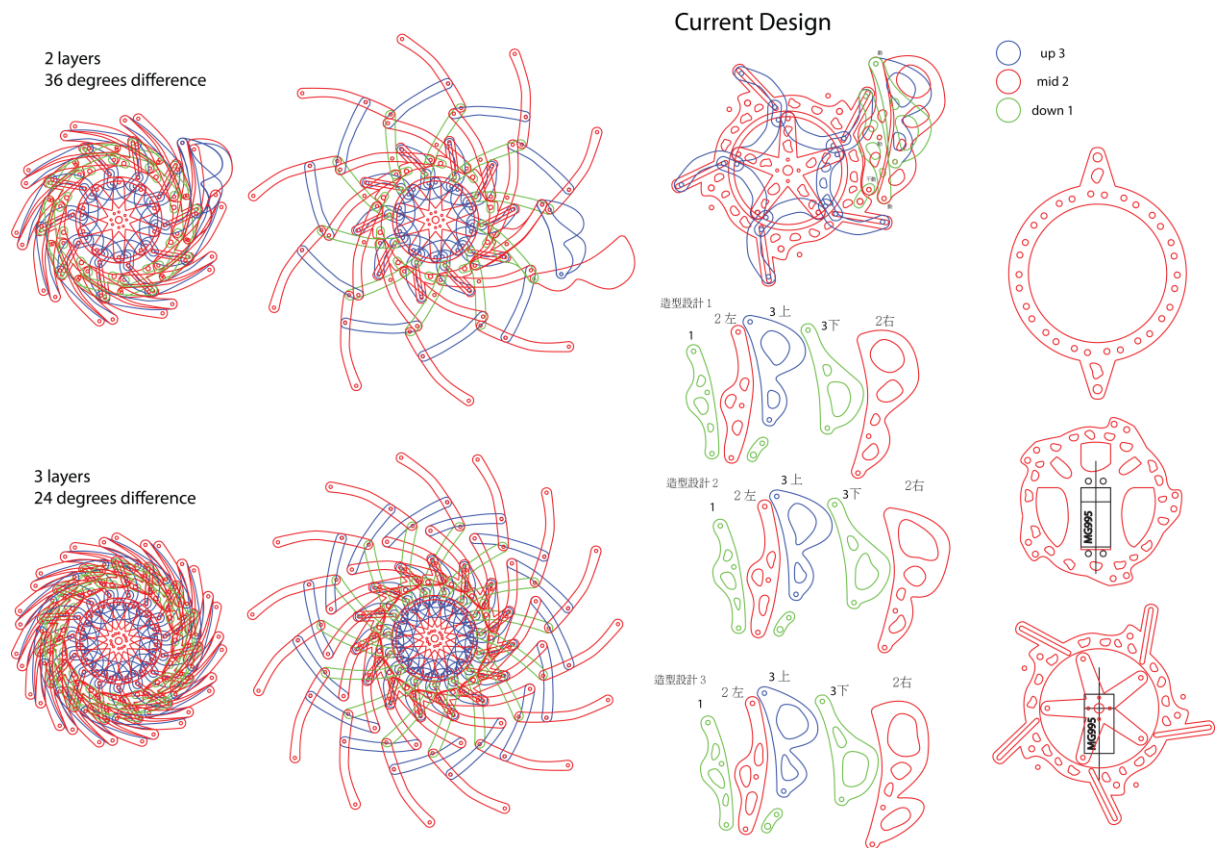 Current Design
2 layers
36 degrees difference
up 3
mid 2
down 1
造型設計 1
1
2 左
3 上
3下
2右
3 layers
24 degrees difference
造型設計 2
1
2 左
3 上
3下
2右
造型設計 3
1
2 左
3 上
3下
2右
MG995
MG995